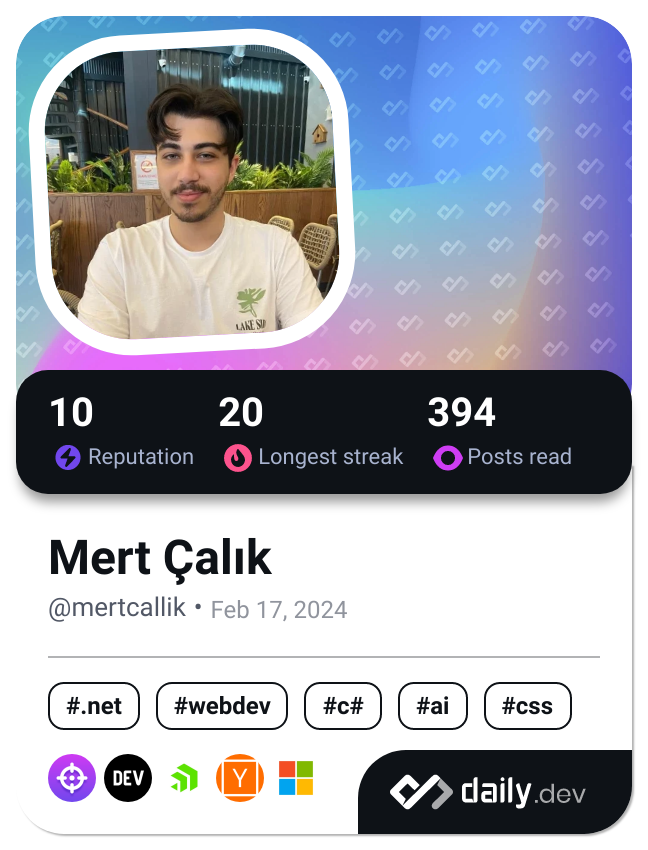 LAKE
10 20 394
Reputation Longest streak Posts read
Mert Çalık
@mertcallik • Feb 17, 2024
#.net #webdev #c# #ai #css
DEV Y
daily.dev